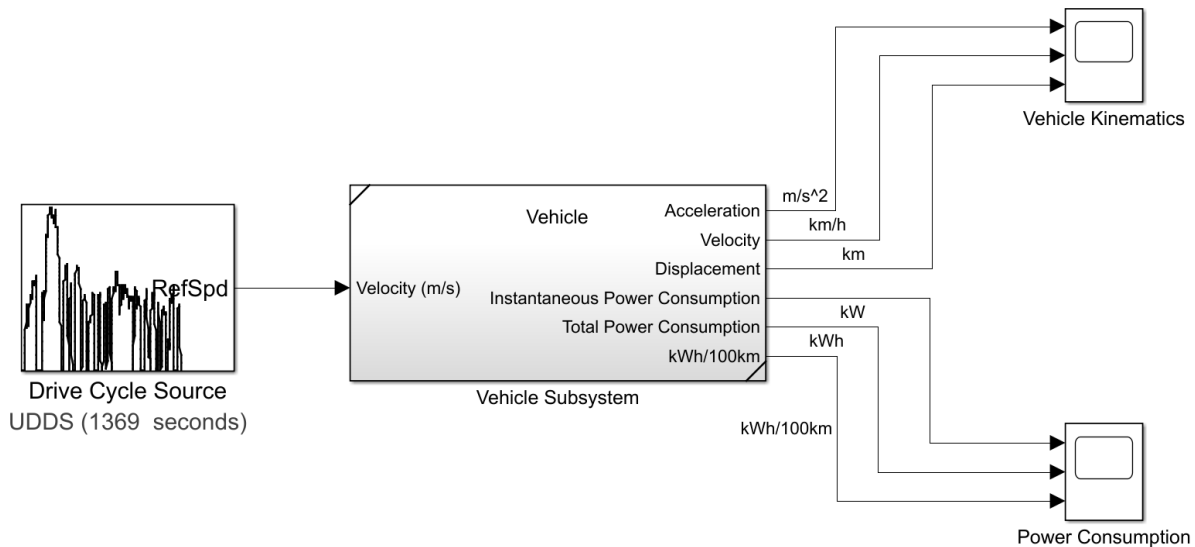 Vehicle Kinematics
m/s^2
Vehicle
Acceleration
km/h
Velocity
km
Displacement
RefSpd
Velocity (m/s)
Instantaneous Power Consumption
kW
Total Power Consumption
kWh
kWh/100km
Drive Cycle Source
UDDS (1369 seconds)
Vehicle Subsystem
kWh/100km
Power Consumption